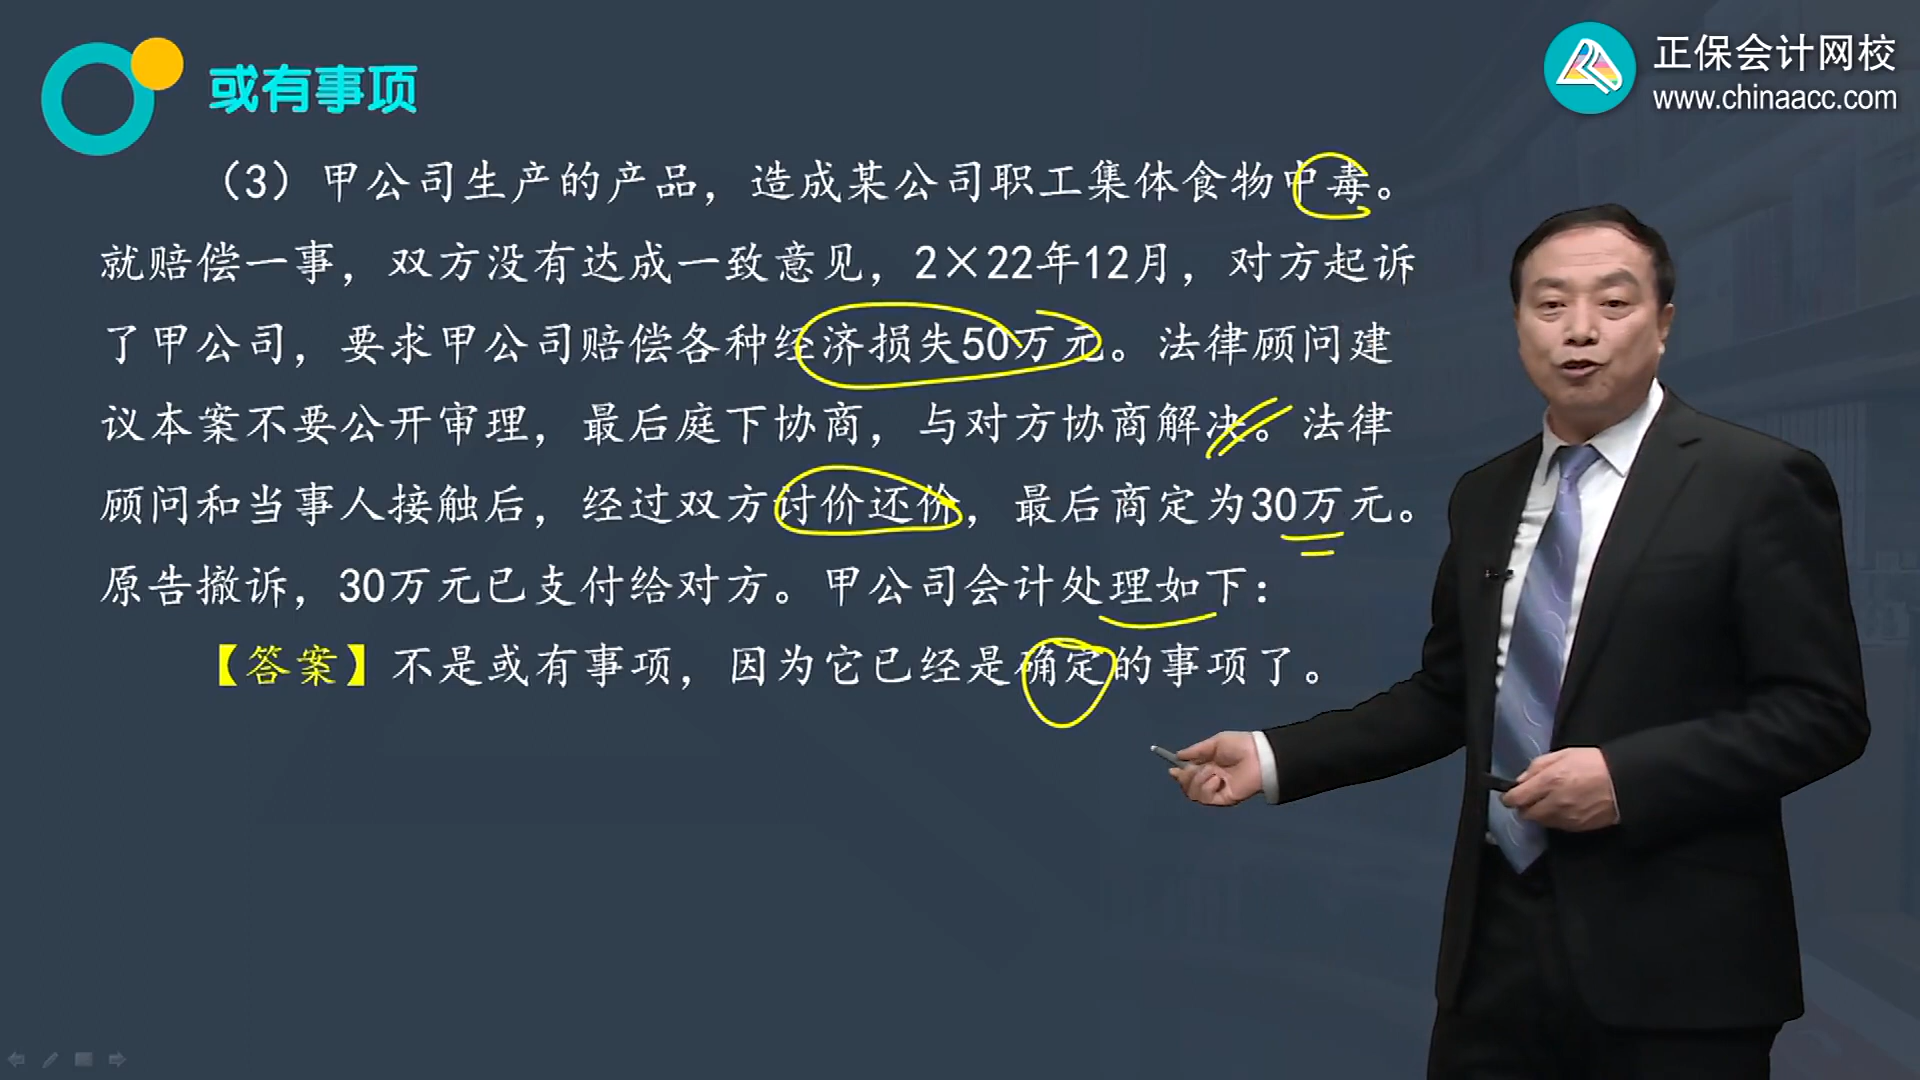 或有事项
正保会计网校
www.chinaacc.com
（3）甲公司生产的产品，造成某公司职工集体食物中毒。
就赔偿一事，双方没有达成一致意见，2×22年12月，对方起诉
了甲公司，要求甲公司赔偿各种经济损失50万元。法律顾问建
议本案不要公开审理，最后庭下协商，与对方协商解决。法律
顾问和当事人接触后，经过双方讨价还价，最后商定为30万元。
原告撤诉，30万元已支付给对方。甲公司会计处理如下：
【答案】不是或有事项，因为它已经是确定的事项了。